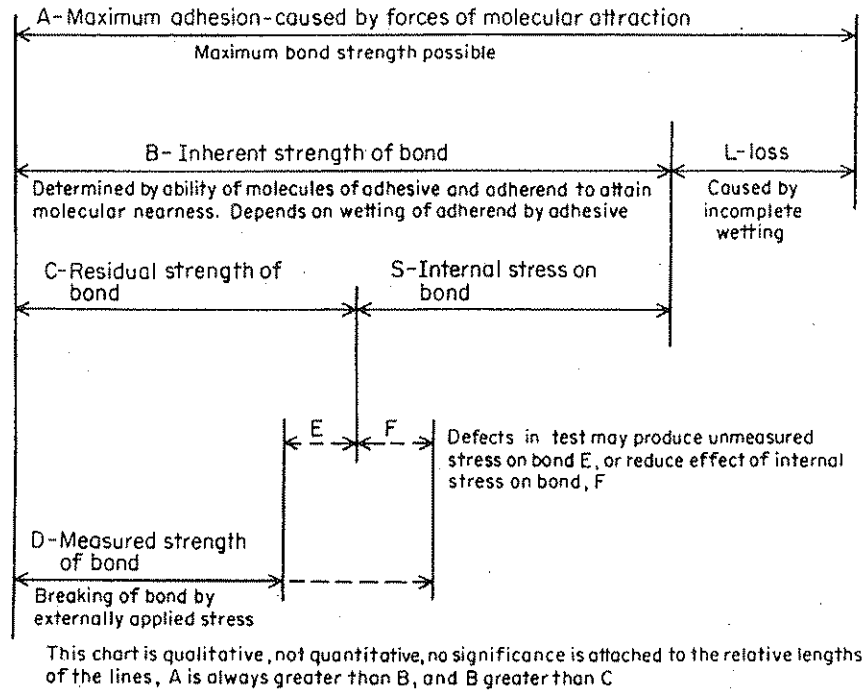 A-Maximum adhesion-caused by forces of molecular attraction
Maximum bond strength possible
B- Inherent strength of bond
L-loss
Determined by ability of molecules of adhesive and adherend to attain
molecular nearness. Depends on wetting of adherend by adhesive
Caused by
incomplete
wetting
C-Residual strength of
bond
S-Internal stress on
bond
E
F
Defects in test may produce unmeasured
stress on bond E, or reduce effect of internal
stress on bond, F
D-Measured strength
of bond
Breaking of bond by
externally applied stress
This chart is qualitative, not quantitative, no significance is attached to the relative lengths
of the lines, A is always greater than B, and B greater than C